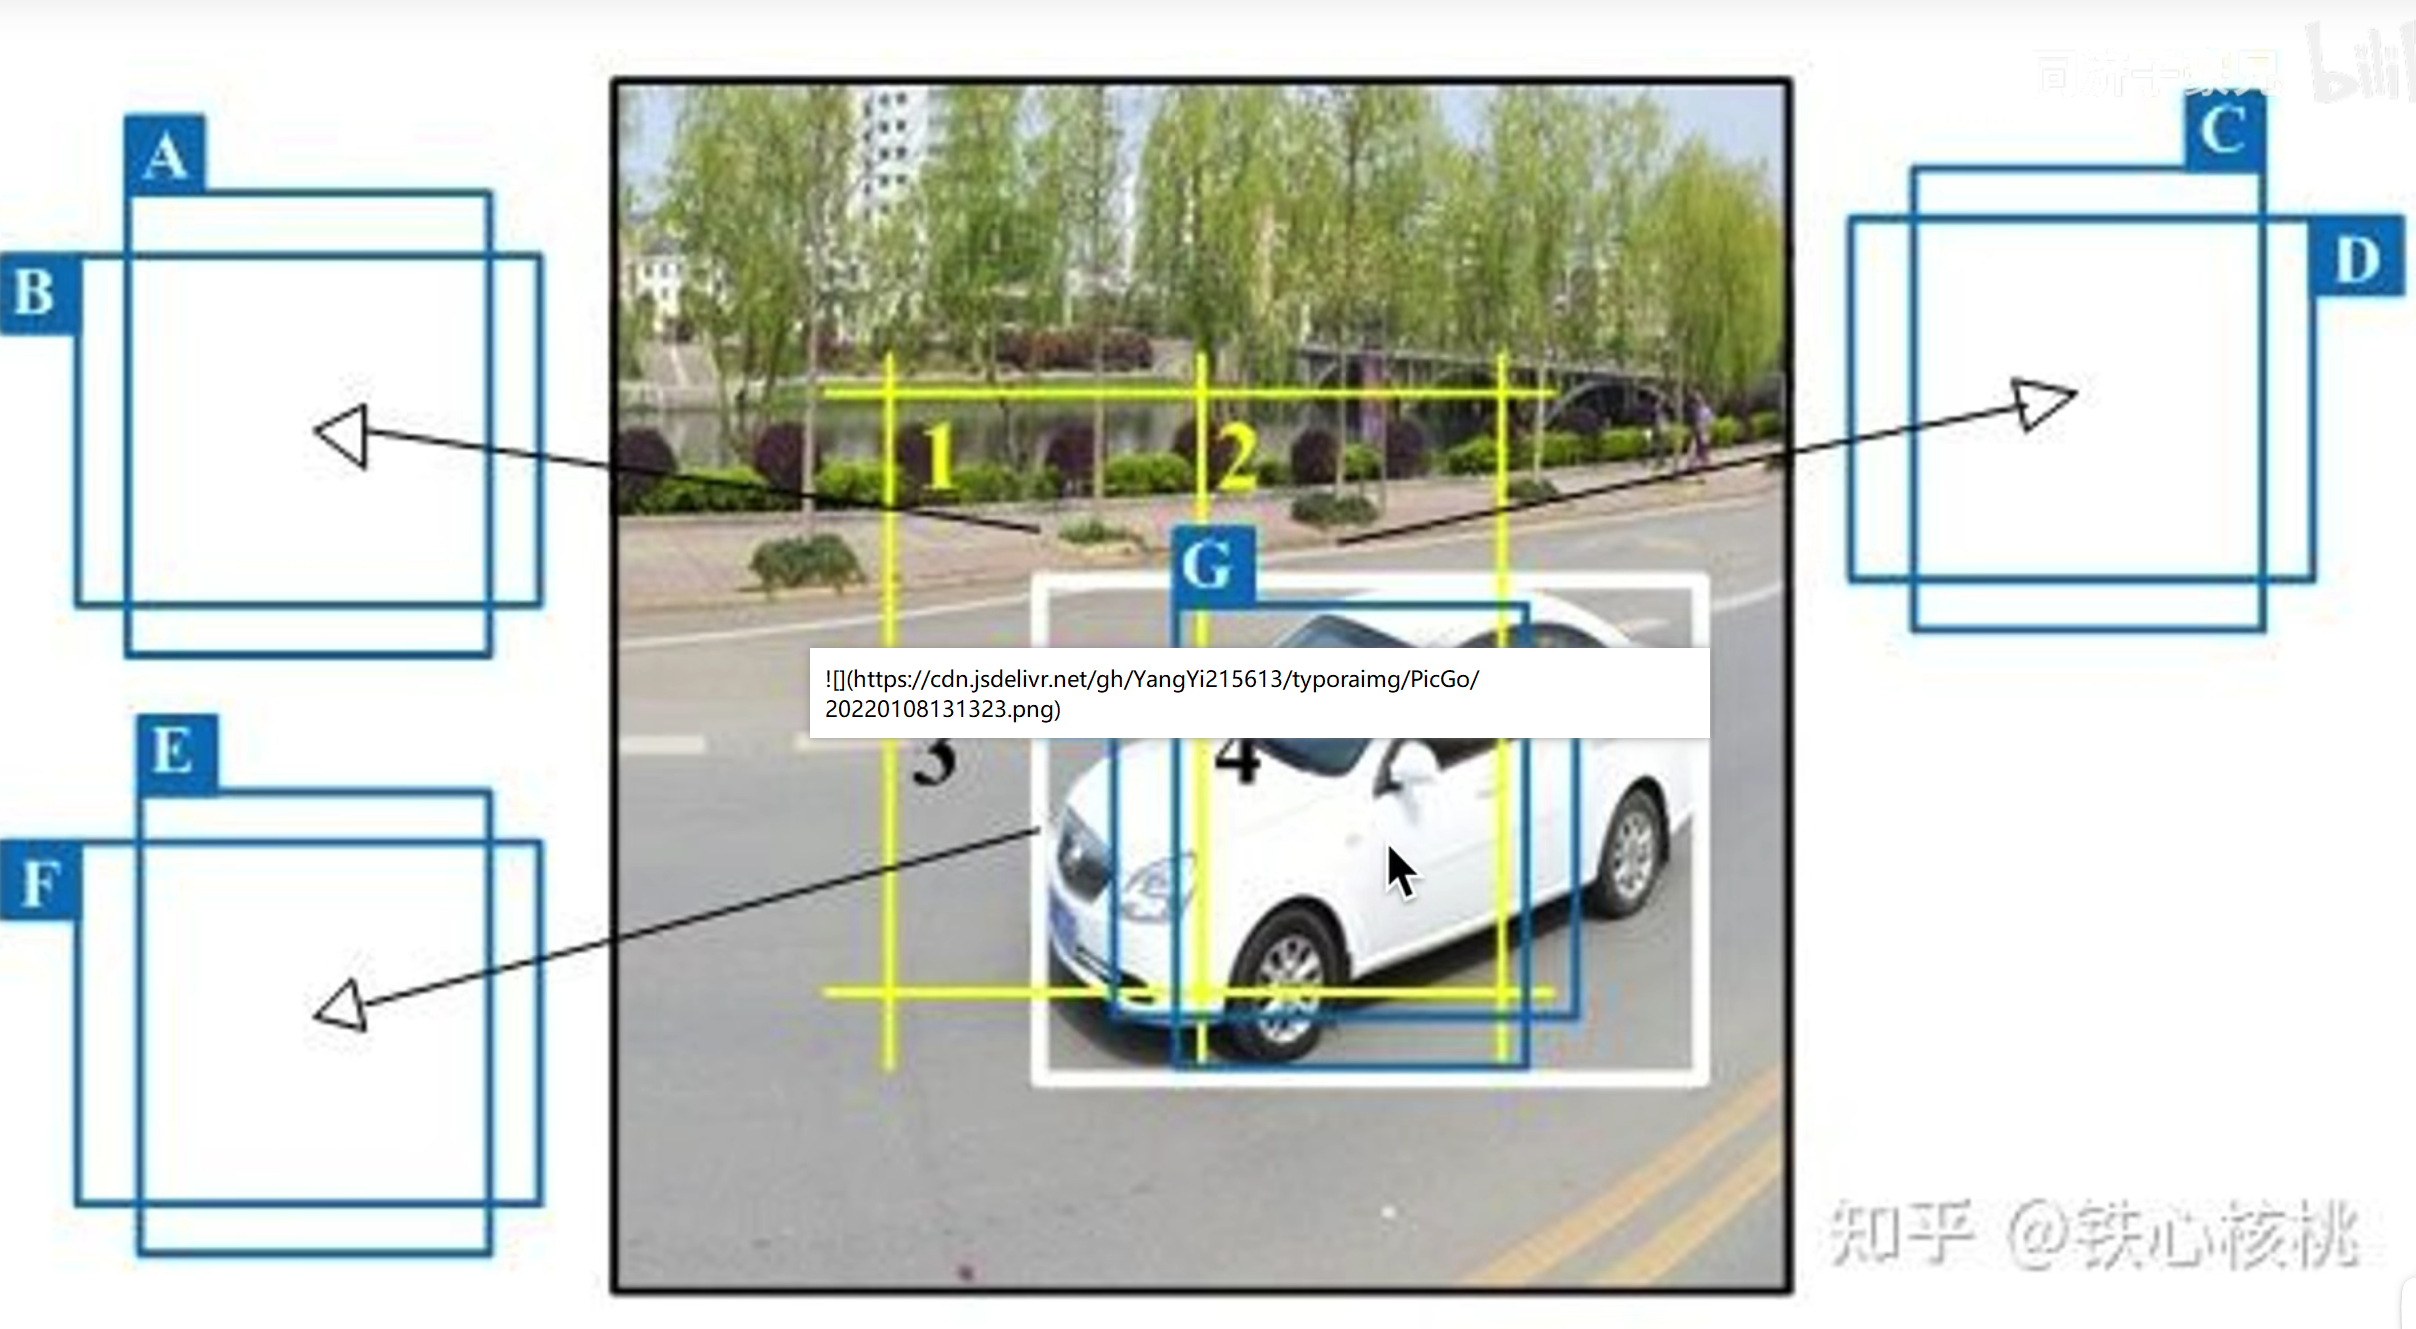 A
C
B
D
1
2
G
![](https://cdn.jsdelivr.net/gh/YangYi215613/typoraimg/PicGo/
20220108131323.png)
E
3
4
F
知乎 @铁心核桃